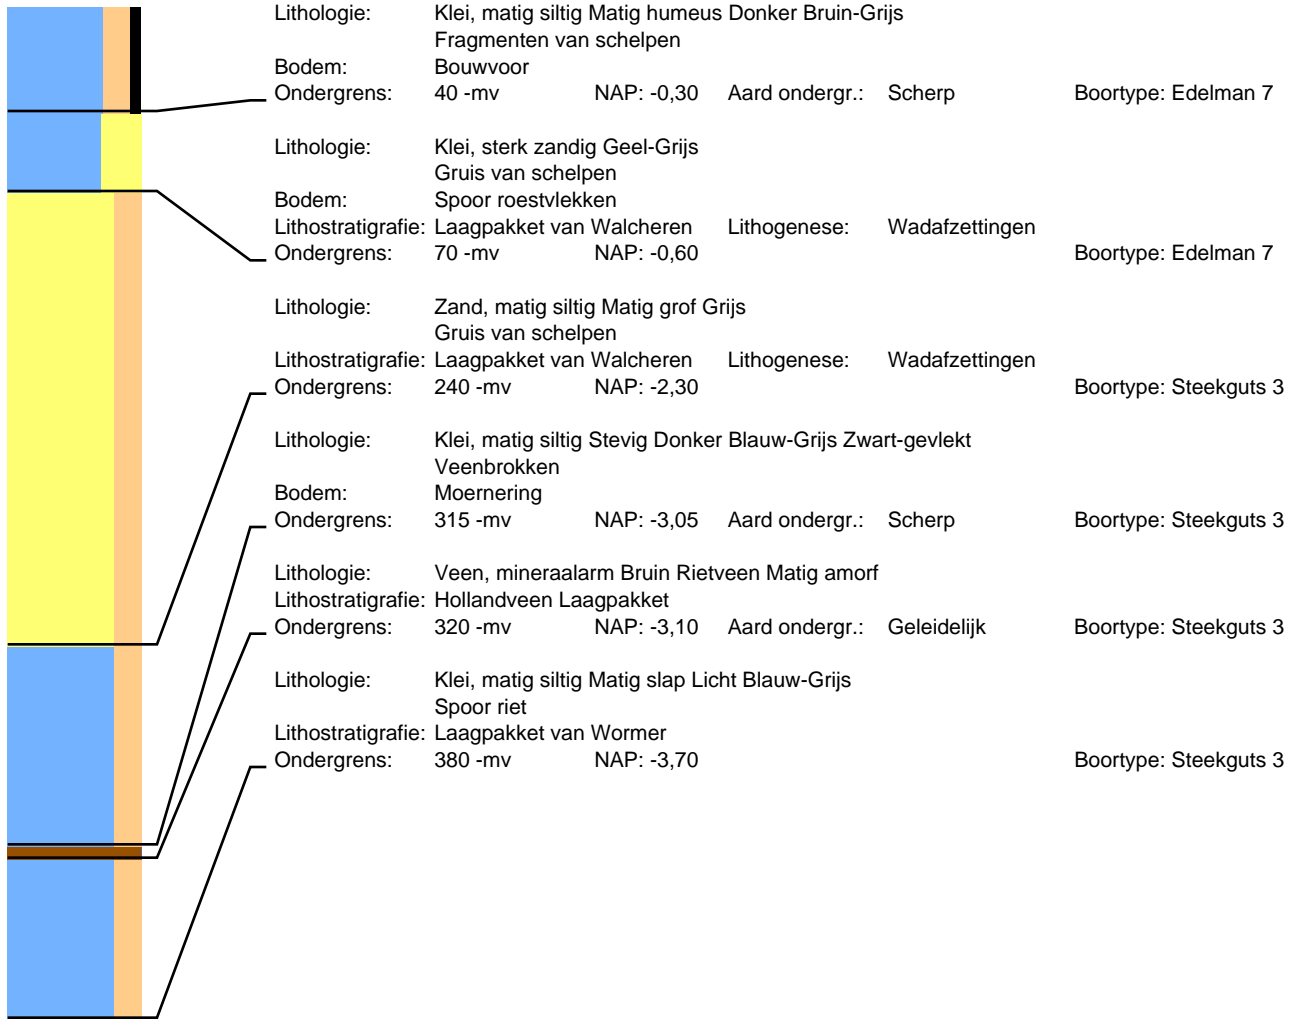 Lithologie: Klei, matig siltig Matig humeus Donker Bruin-Grijs
Fragmenten van schelpen
Bodem: Bouwvoor
Ondergrens: 40 -mv NAP: -0,30 Aard ondergr.: Scherp Boortype: Edelman 7
Lithologie: Klei, sterk zandig Geel-Grijs
Gruis van schelpen
Bodem: Spoor roestvlekken
Lithostratigrafie: Laagpakket van Walcheren Lithogenese: Wadafzettingen
Ondergrens: 70 -mv NAP: -0,60 Boortype: Edelman 7
Lithologie: Zand, matig siltig Matig grof Grijs
Gruis van schelpen
Lithostratigrafie: Laagpakket van Walcheren Lithogenese: Wadafzettingen
Ondergrens: 240 -mv NAP: -2,30 Boortype: Steekguts 3
Lithologie: Klei, matig siltig Stevig Donker Blauw-Grijs Zwart-gevlekt
Veenbrokken
Bodem: Moernering
Ondergrens: 315 -mv NAP: -3,05 Aard ondergr.: Scherp Boortype: Steekguts 3
Lithologie: Veen, mineraalarm Bruin Rietveen Matig amorf
Lithostratigrafie: Hollandveen Laagpakket
Ondergrens: 320 -mv NAP: -3,10 Aard ondergr.: Geleidelijk Boortype: Steekguts 3
Lithologie: Klei, matig siltig Matig slap Licht Blauw-Grijs
Spoor riet
Lithostratigrafie: Laagpakket van Wormer
Ondergrens: 380 -mv NAP: -3,70 Boortype: Steekguts 3